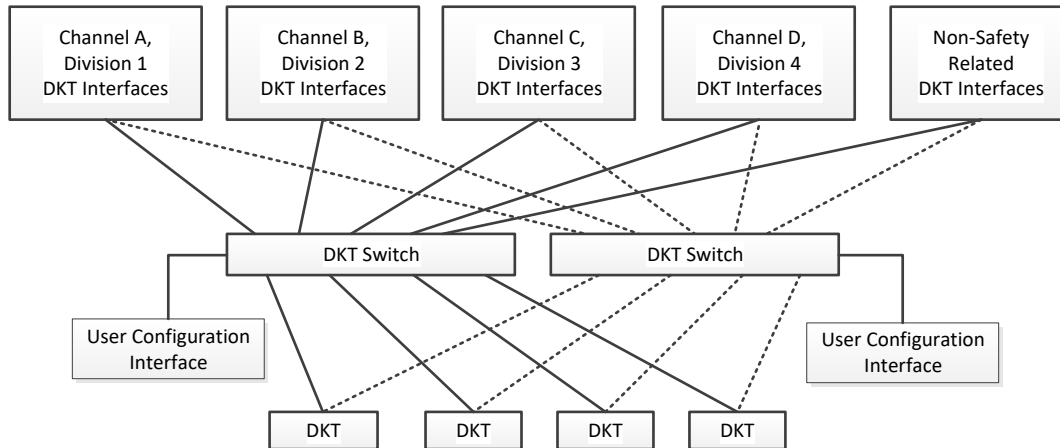 Channel A,
Division 1
DKT Interfaces
Channel B,
Division 2
DKT Interfaces
Channel C,
Division 3
DKT Interfaces
Channel D,
Division 4
DKT Interfaces
Non-Safety
Related
DKT Interfaces
DKT Switch
DKT Switch
User Configuration
Interface
User Configuration
Interface
DKT
DKT
DKT
DKT